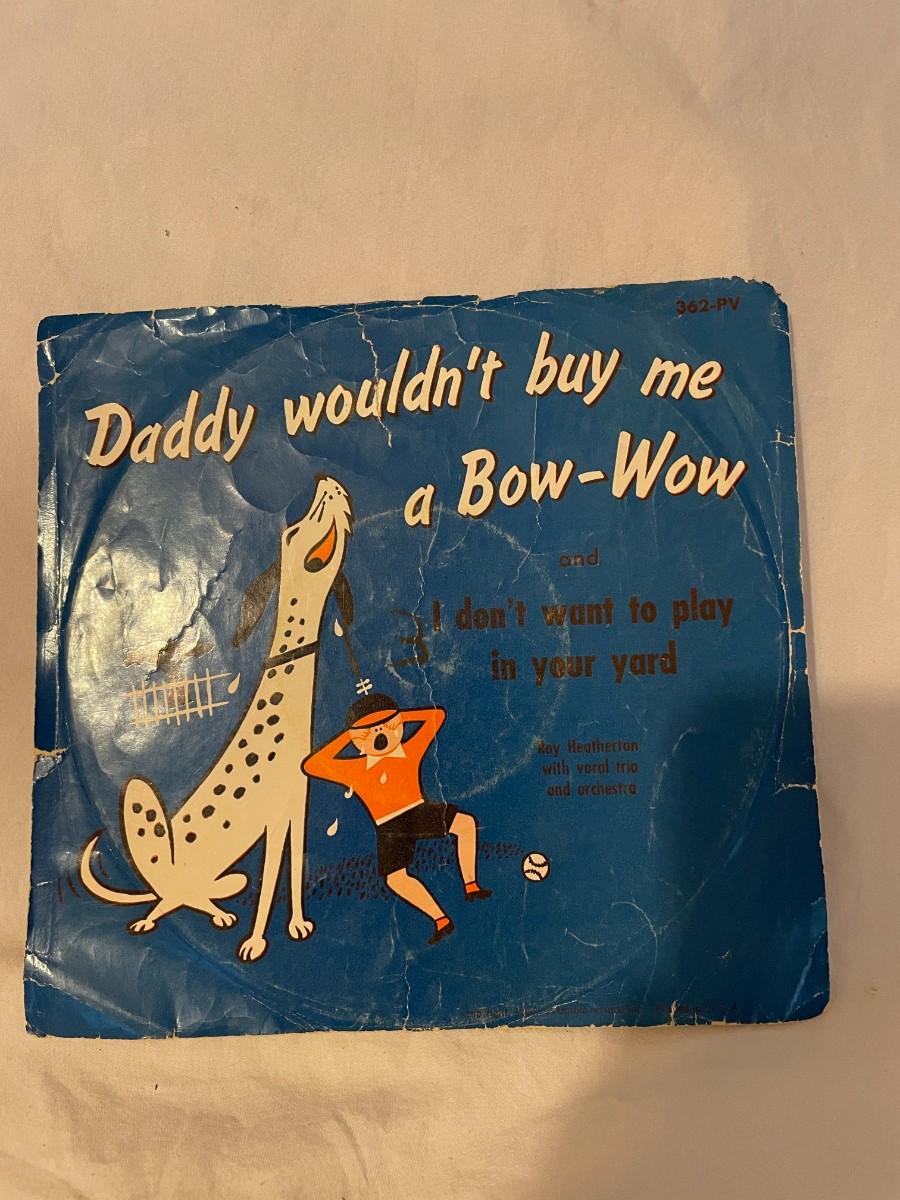 362-PV
Daddy wouldn't buy me
a Bow-Wow
and
I don't want to play
in your yard
3
Ray Heatherton
with vocal trio
and orchestra